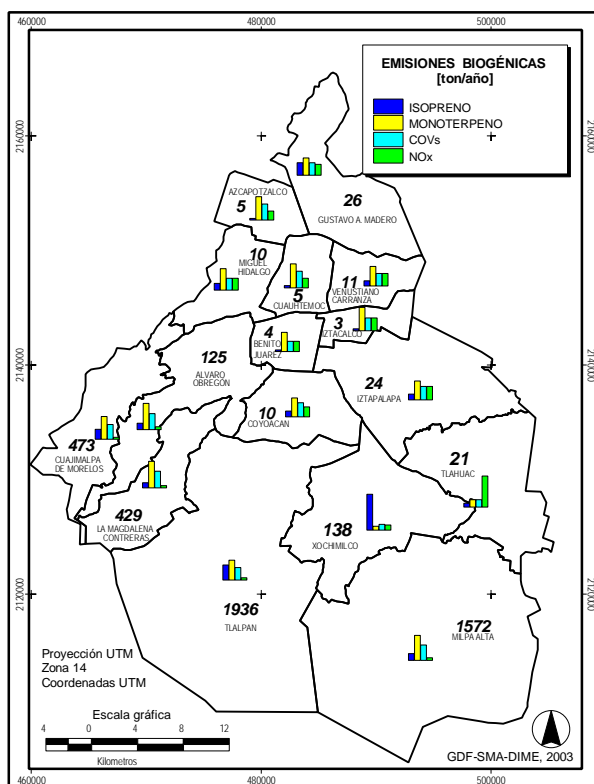 460000
480000
500000
EMISIONES BIOGÉNICAS
[ton/año]
ISOPRENO
MONOTERPENO
COVs
NOx
2160000
2160000
AZCAPOTZALCO
5
26
GUSTAVO A. MADERO
10
MIGUEL
HIDALGO
5
CUAUHTEMOC
11
VENUSTIANO
CARRANZA
4
BENITO
JUAREZ
3
IZTACALCO
2140000
2140000
125
ALVARO
OBREGÓN
24
IZTAPALAPA
10
COYOACAN
473
CUAJIMALPA
DE MORELOS
21
TLAHUAC
429
LA MAGDALENA
CONTRERAS
138
XOCHIMILCO
2120000
2120000
1936
TLALPAN
1572
MILPA ALTA
Proyección UTM
Zona 14
Coordenadas UTM
Escala gráfica
4 0 4 8 12
Kilometros
GDF-SMA-DIME, 2003
460000
480000
500000